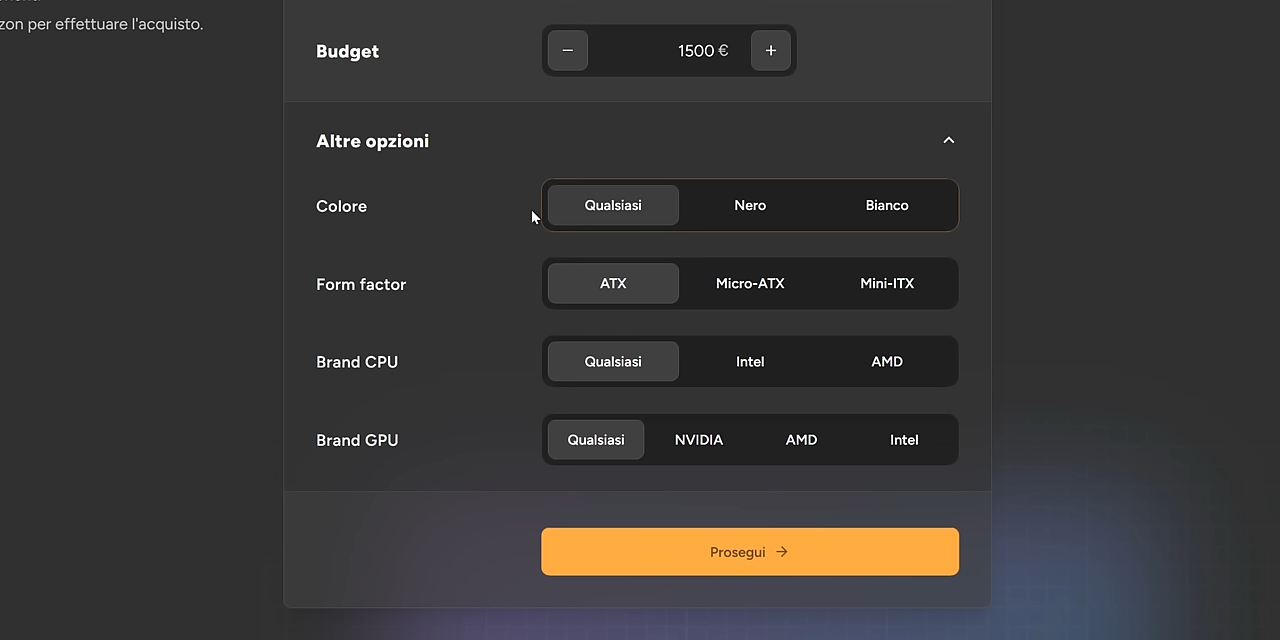 zon per effettuare l'acquisto.
Budget
− 1500 € +
Altre opzioni
Colore Qualsiasi Nero Bianco
Form factor ATX Micro-ATX Mini-ITX
Brand CPU Qualsiasi Intel AMD
Brand GPU Qualsiasi NVIDIA AMD Intel
Prosegui →